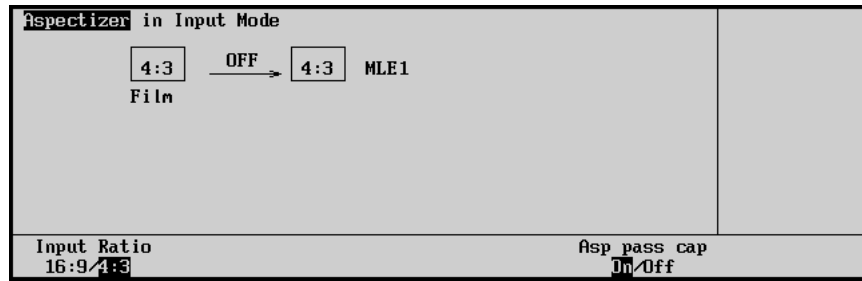 Aspectizer in Input Mode
4:3 OFF 4:3 MLE1
Film
Input Ratio Asp pass cap
16:9/4:3 On/Off